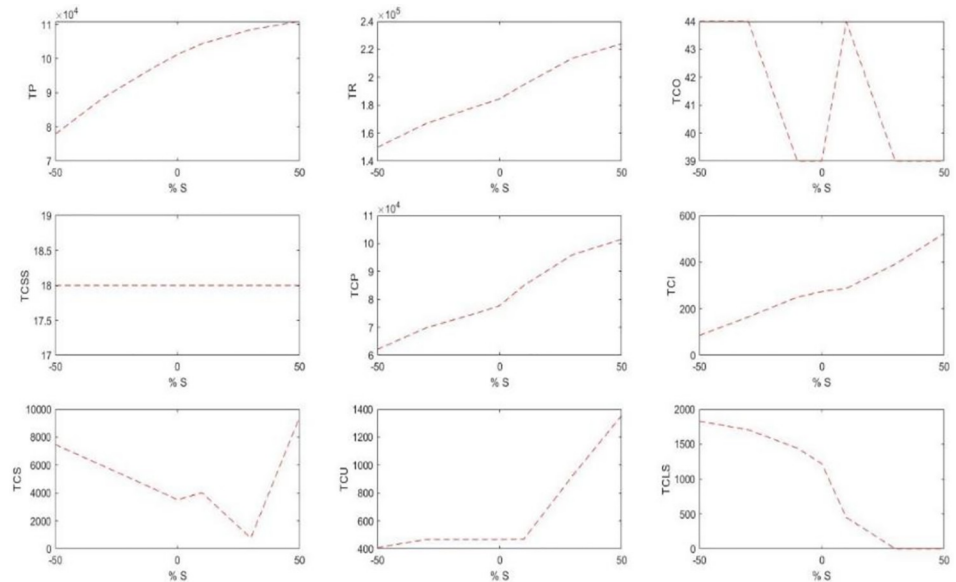 ×10⁴
11
10
9
8
7
TP
-50 0 50
% S
×10⁵
2.4
2.2
2
1.8
1.6
1.4
TR
-50 0 50
% S
44
43
42
41
40
39
TCO
-50 0 50
% S
19
18.5
18
17.5
17
TCSS
-50 0 50
% S
×10⁴
11
10
9
8
7
6
TCP
-50 0 50
% S
600
400
200
0
TCI
-50 0 50
% S
10000
8000
6000
4000
2000
0
TCS
-50 0 50
% S
1400
1200
1000
800
600
400
TCU
-50 0 50
% S
2000
1500
1000
500
0
TCLS
-50 0 50
% S